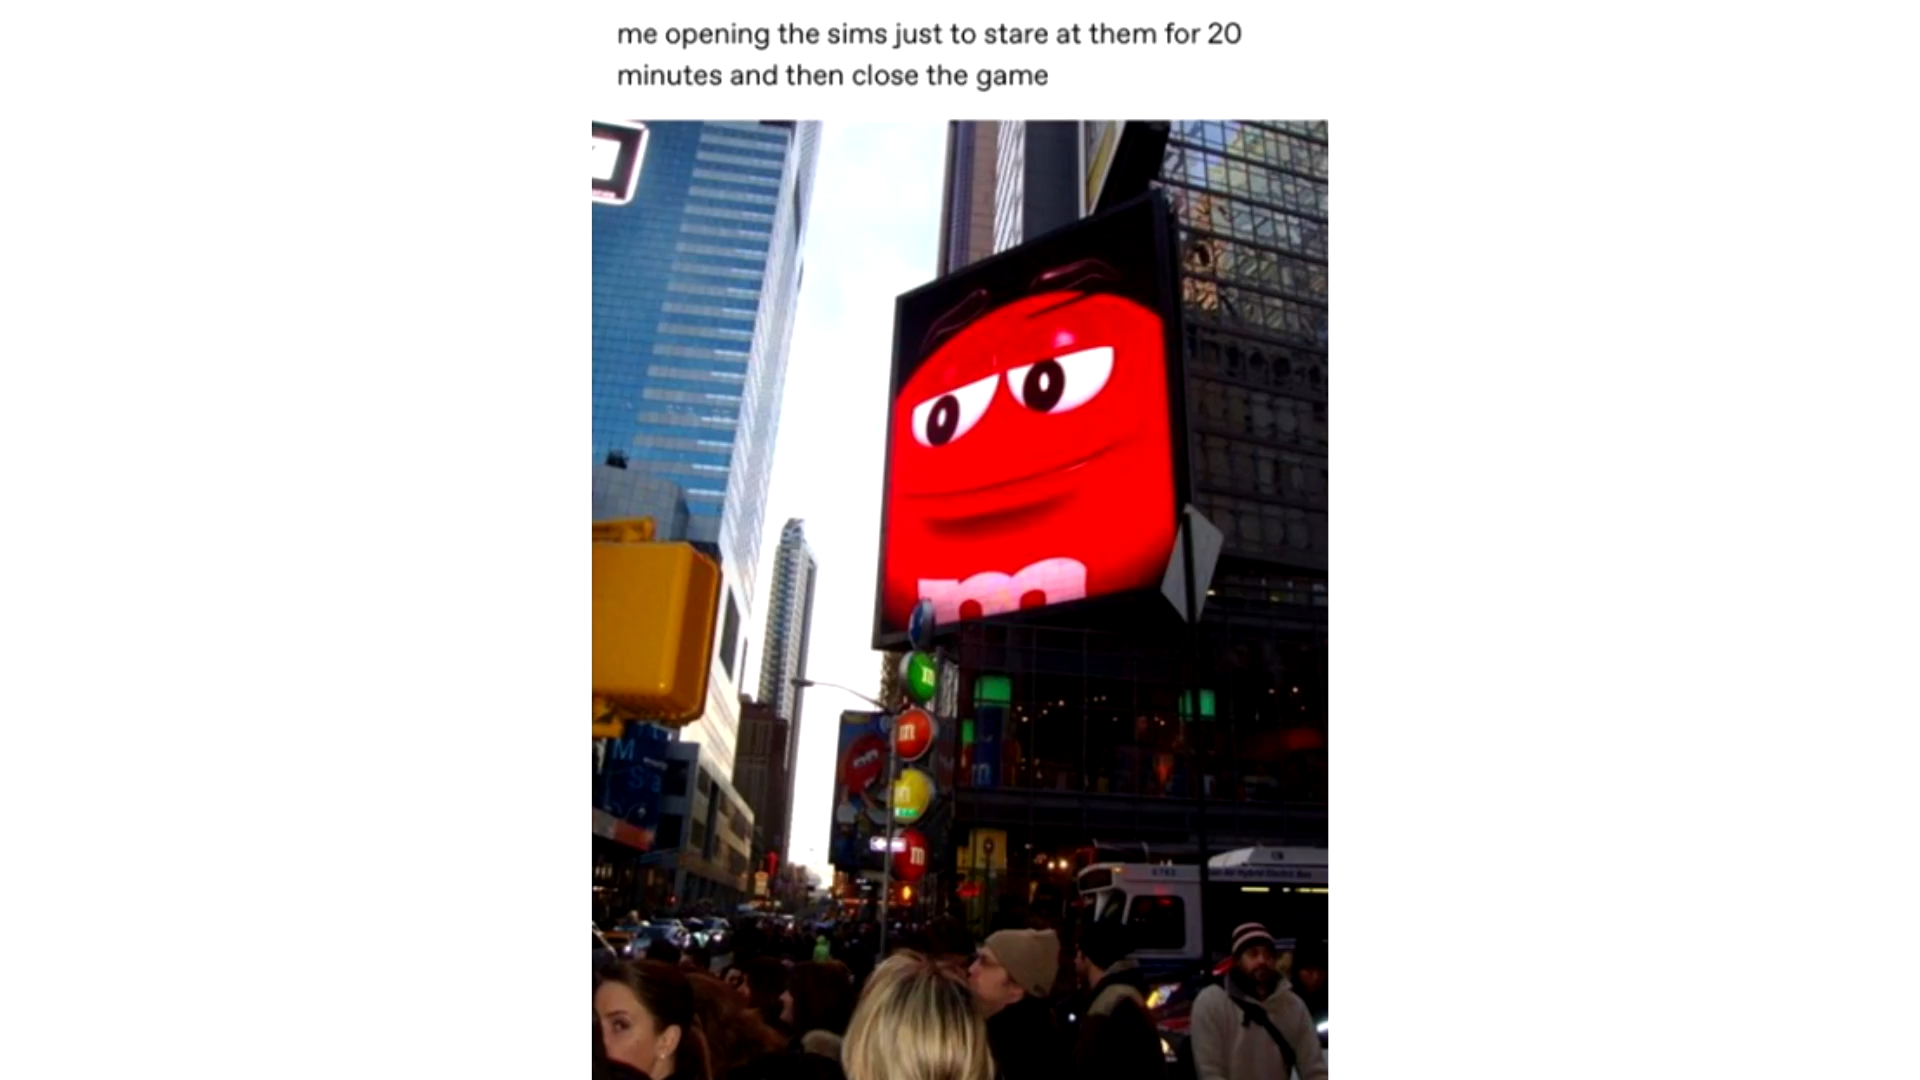 me opening the sims just to stare at them for 20
minutes and then close the game
m
m
m
m
m
m
m